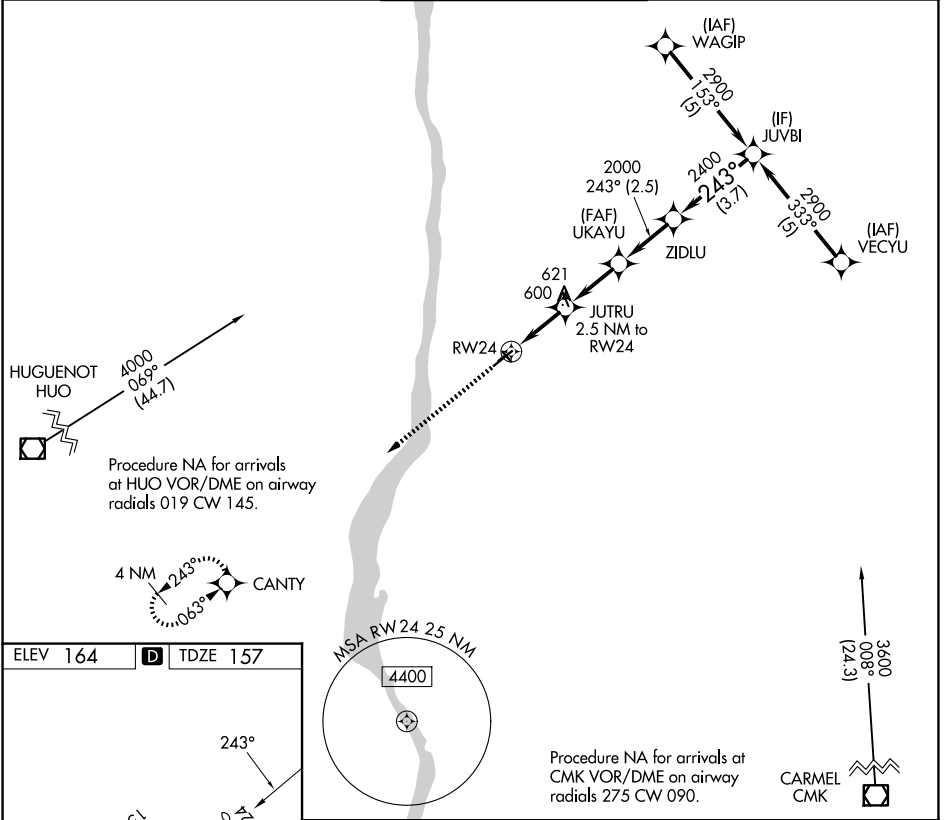 (IAF)
WAGIP
2900
153°
(5)
(IF)
JUVBI
2400
243°
(3.7)
2000
243° (2.5)
2900
333°
(5)
(IAF)
VECYU
(FAF)
UKAYU
ZIDLU
621
600
JUTRU
2.5 NM to
RW24
RW24
4000
069°
(44.7)
HUGUENOT
HUO
Procedure NA for arrivals
at HUO VOR/DME on airway
radials 019 CW 145.
4 NM
243°
063°
CANTY
MSA RW24 25 NM
4400
3600
008°
(24.3)
Procedure NA for arrivals at
CMK VOR/DME on airway
radials 275 CW 090.
CARMEL
CMK
ELEV 164
D
TDZE 157
243°
24